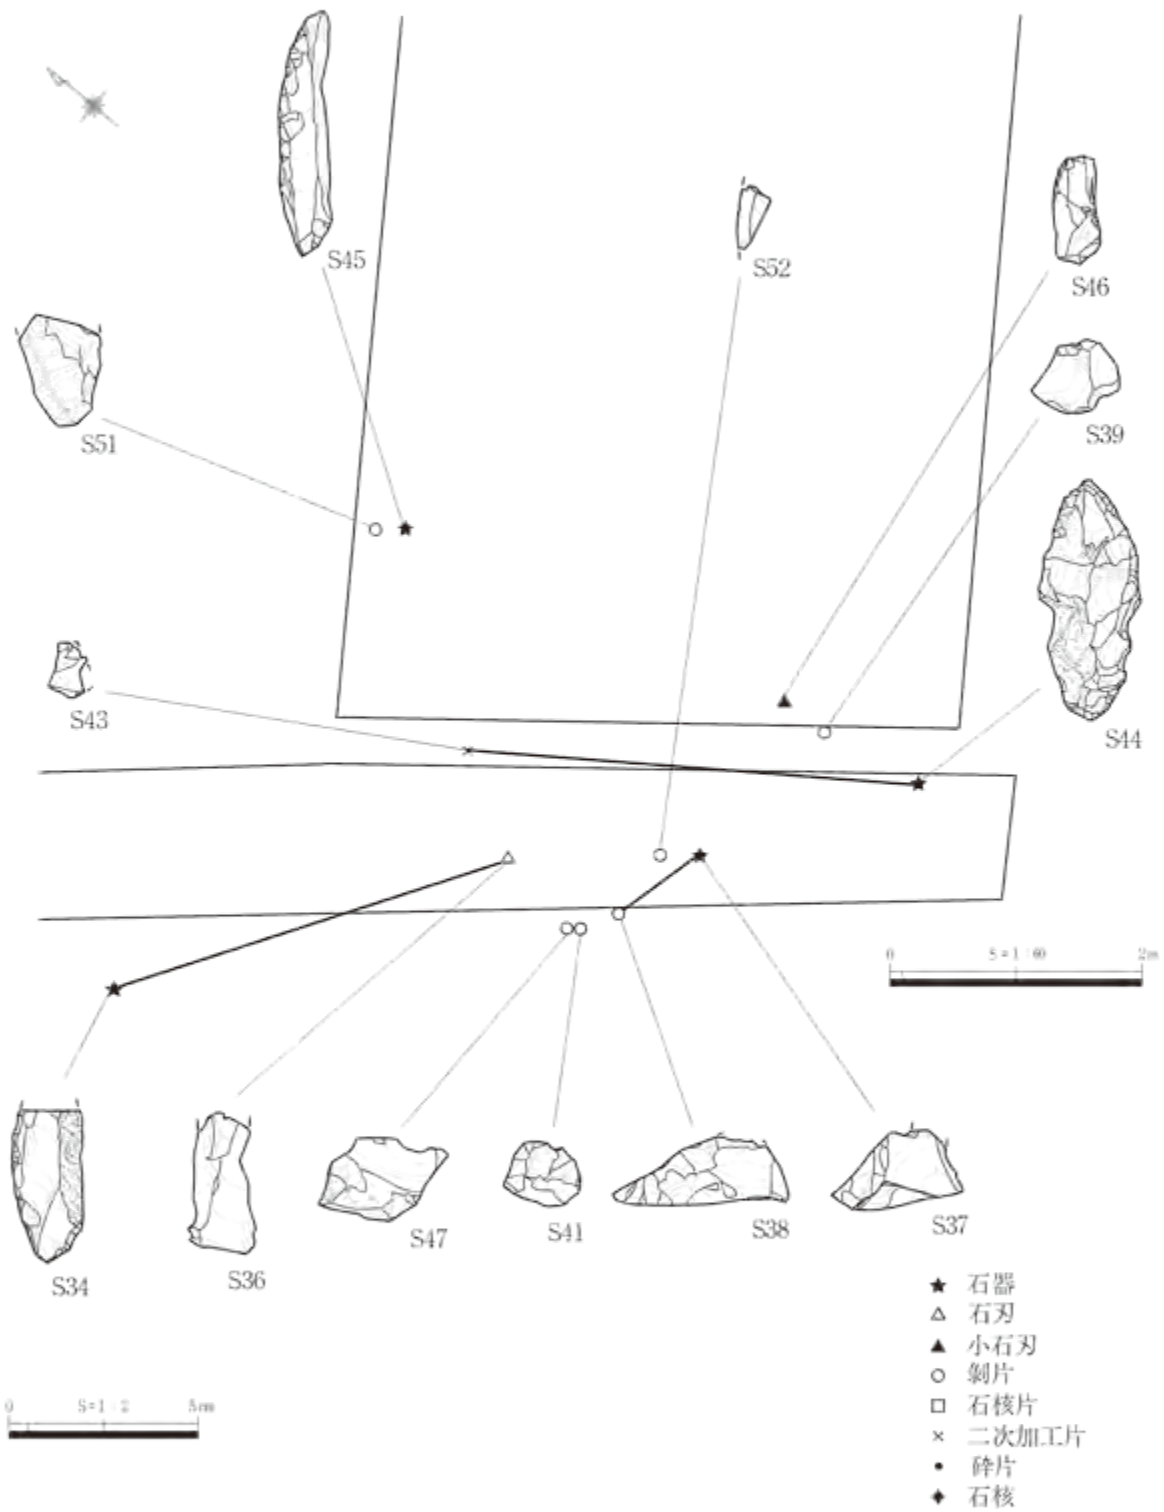 S45
S52
S46
S51
S39
S43
S44
0 S=1:60 2m
S47
S41
S38
S37
S34
S36
★ 石器
△ 石刃
▲ 小石刃
○ 剝片
□ 石核片
× 二次加工片
● 砕片
◆ 石核
0 S=1:2 5cm